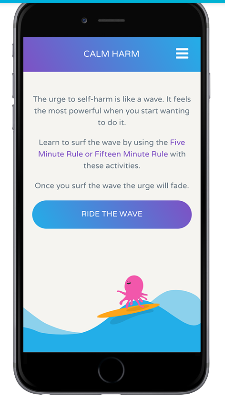 CALM HARM
The urge to self-harm is like a wave. It feels
the most powerful when you start wanting
to do it.
Learn to surf the wave by using the Five
Minute Rule or Fifteen Minute Rule with
these activities.
Once you surf the wave the urge will fade.
RIDE THE WAVE